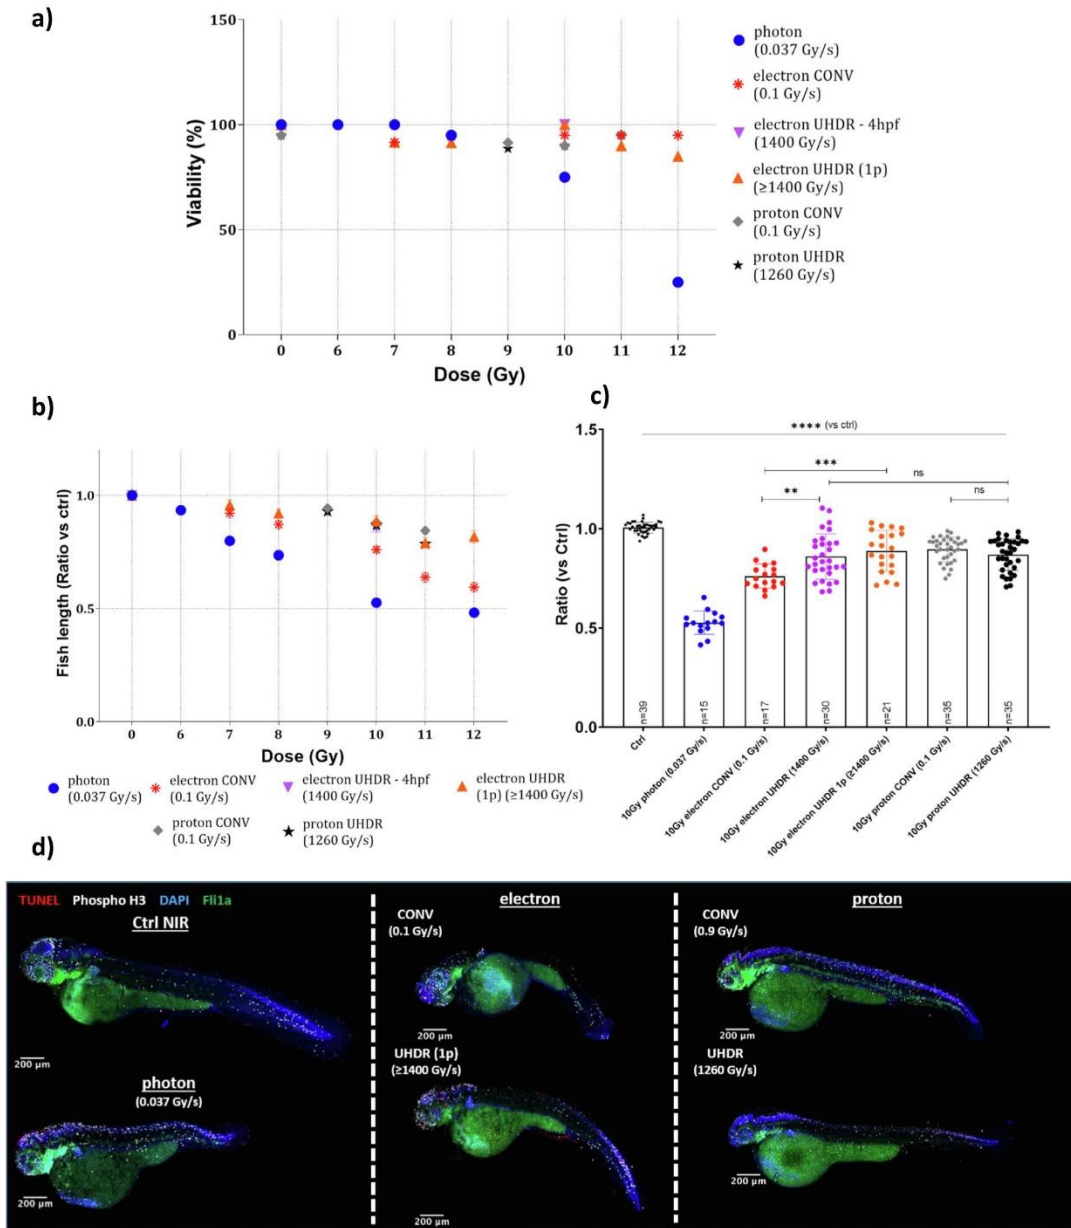 a)
Viability (%)
150
100
50
0
0 6 7 8 9 10 11 12
Dose (Gy)
photon
(0.037 Gy/s)
electron CONV
(0.1 Gy/s)
electron UHDR - 4hpf
(1400 Gy/s)
electron UHDR (1p)
(≥1400 Gy/s)
proton CONV
(0.1 Gy/s)
proton UHDR
(1260 Gy/s)
b)
Fish length (Ratio vs ctrl)
1.0
0.5
0.0
0 6 7 8 9 10 11 12
Dose (Gy)
photon
(0.037 Gy/s)
electron CONV
(0.1 Gy/s)
electron UHDR - 4hpf
(1400 Gy/s)
electron UHDR
(1p) (≥1400 Gy/s)
proton CONV
(0.1 Gy/s)
proton UHDR
(1260 Gy/s)
c)
Ratio (vs Ctrl)
1.5
1.0
0.5
0.0
**** (vs ctrl)
***
ns
**
ns
n=39
n=15
n=17
n=30
n=21
n=35
n=35
Ctrl
10Gy photon (0.037 Gy/s)
10Gy electron CONV (0.1 Gy/s)
10Gy electron UHDR (1400 Gy/s)
10Gy electron UHDR 1p (≥1400 Gy/s)
10Gy proton CONV (0.1 Gy/s)
10Gy proton UHDR (1260 Gy/s)
d)
TUNEL Phospho H3 DAPI Fli1a
Ctrl NIR
200 µm
photon
(0.037 Gy/s)
200 µm
electron
CONV
(0.1 Gy/s)
200 µm
UHDR (1p)
(≥1400 Gy/s)
200 µm
proton
CONV
(0.9 Gy/s)
200 µm
UHDR
(1260 Gy/s)
200 µm